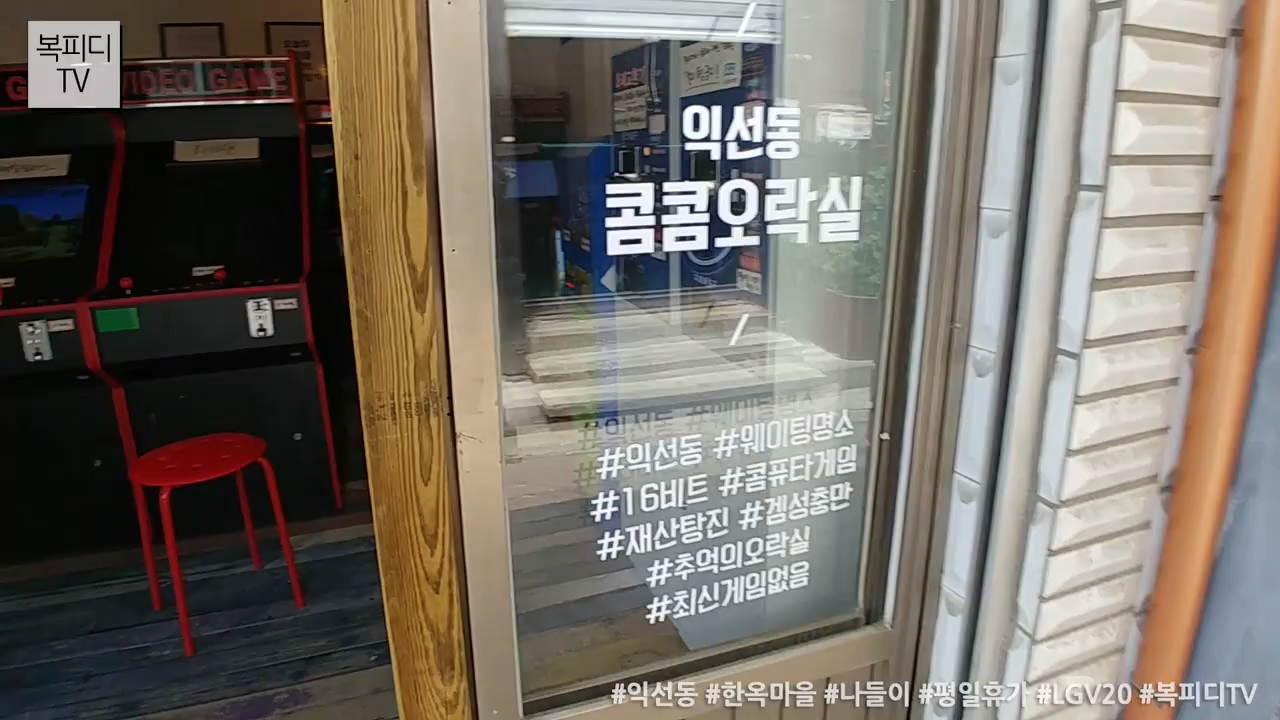 복피디
TV
VIDEO GAME
익선동
콤콤오락실
#익선동 #웨이팅명소
#16비트 #콤퓨타게임
#재산탕진 #겜성충만
#추억의오락실
#최신게임없음
#익선동 #한옥마을 #나들이 #평일휴가 #LGV20 #복피디TV